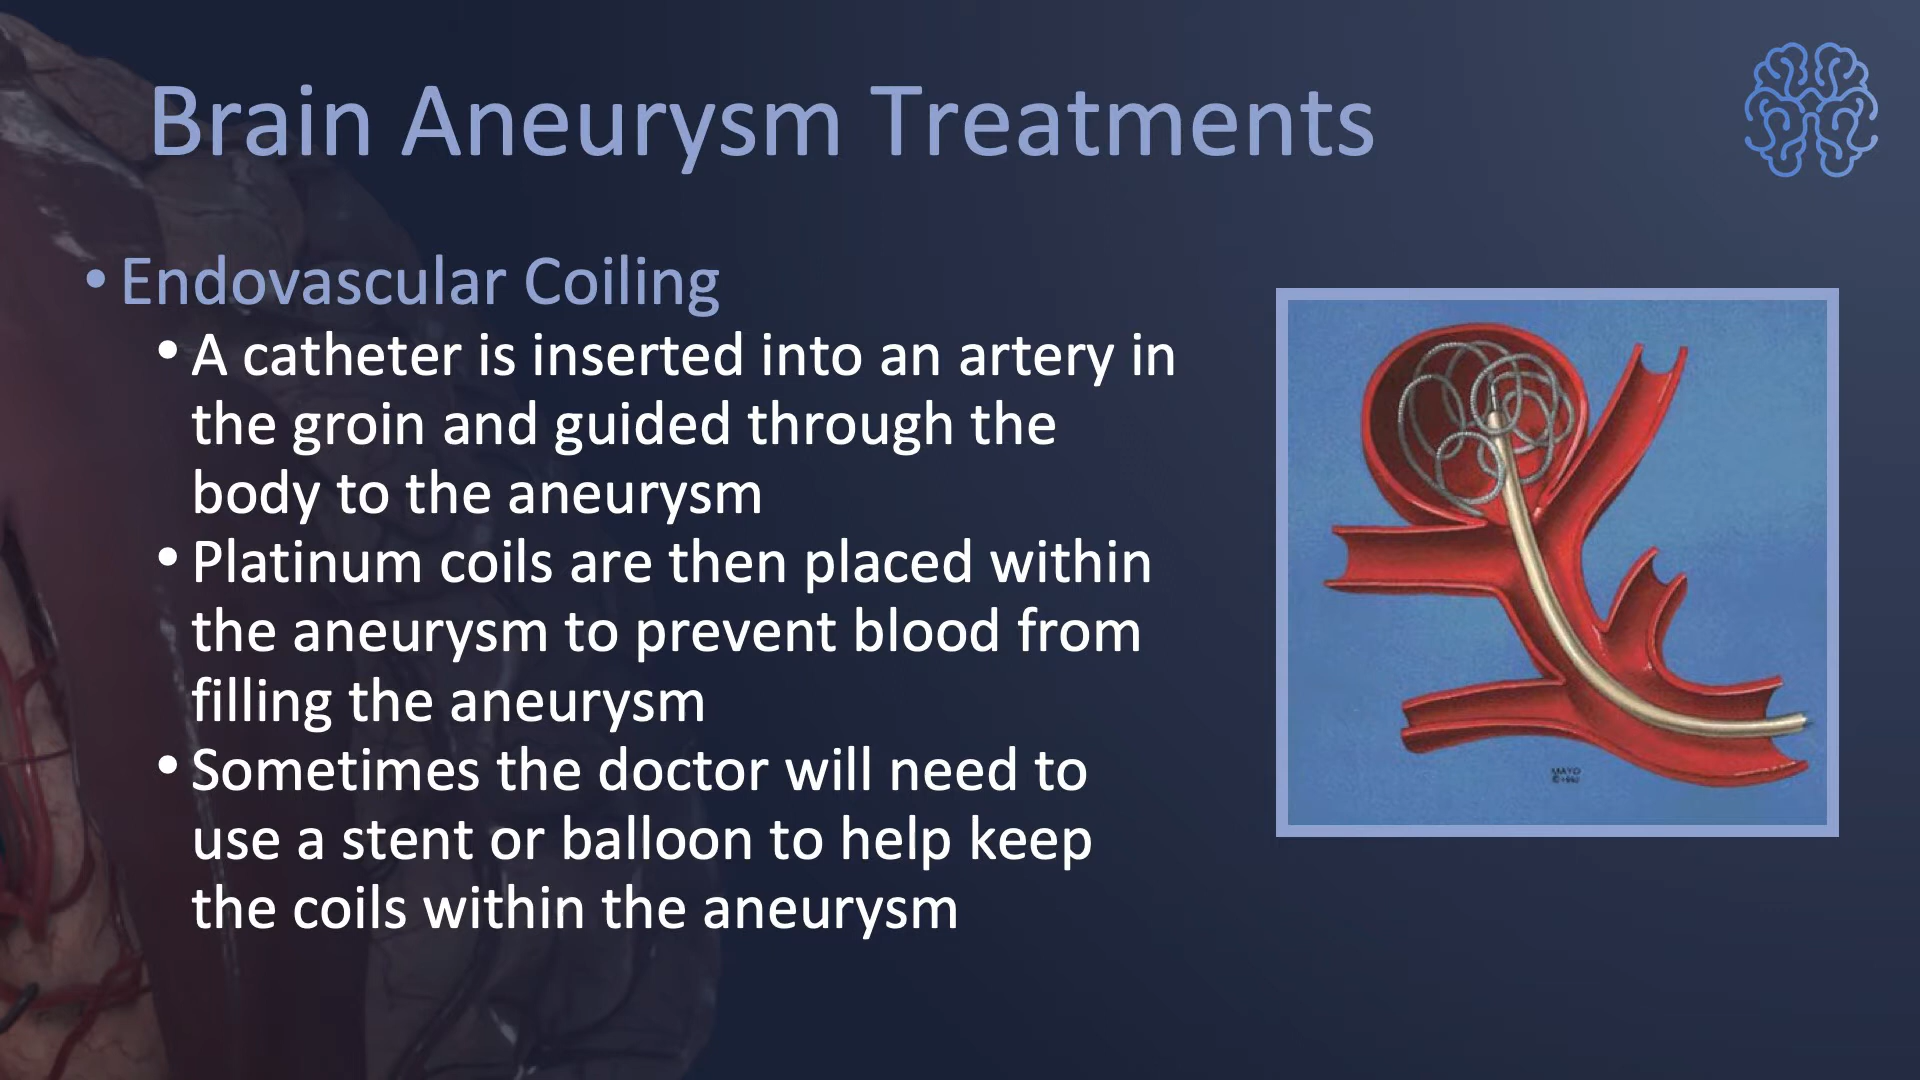 Brain Aneurysm Treatments
• Endovascular Coiling
• A catheter is inserted into an artery in
the groin and guided through the
body to the aneurysm
• Platinum coils are then placed within
the aneurysm to prevent blood from
filling the aneurysm
• Sometimes the doctor will need to
use a stent or balloon to help keep
the coils within the aneurysm
MAYO